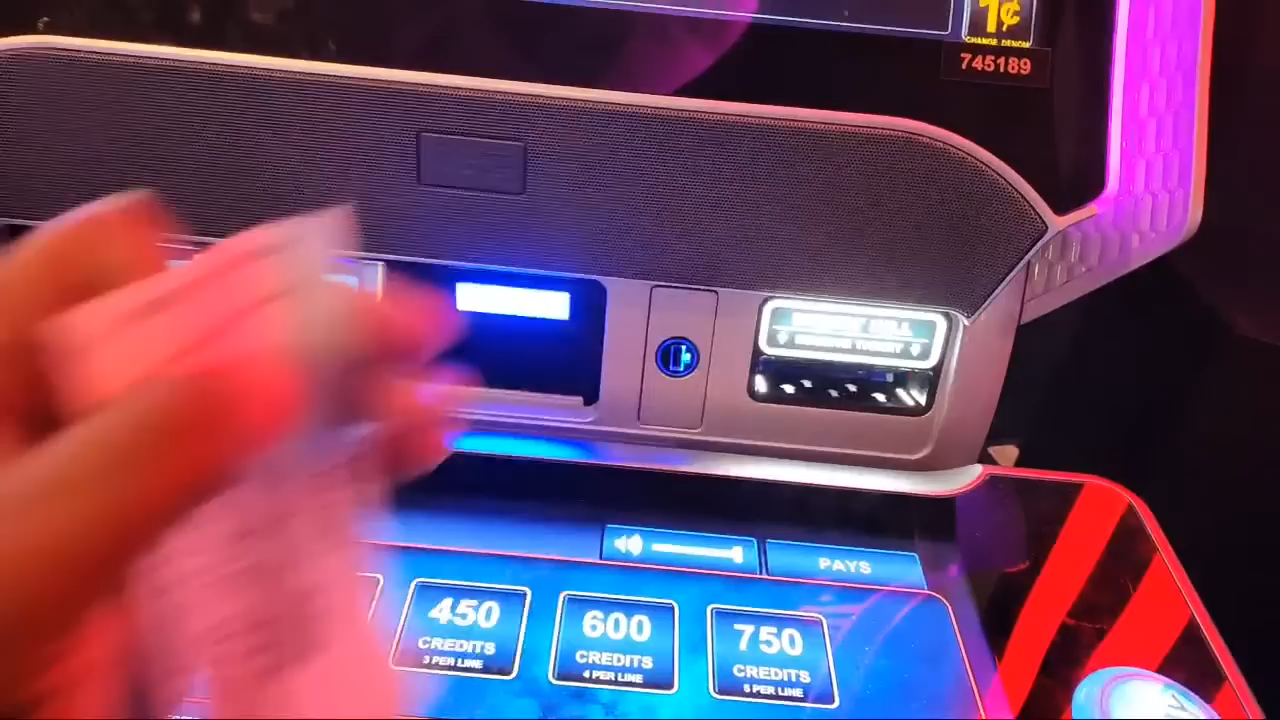 1¢
CHANGE DENOM
745189
PAYS
450
CREDITS
3 PER LINE
600
CREDITS
4 PER LINE
750
CREDITS
5 PER LINE